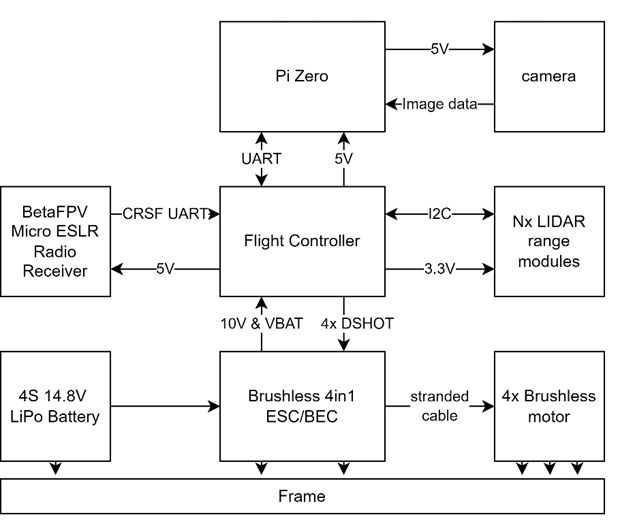 Pi Zero
5V
camera
Image data
UART
5V
BetaFPV
Micro ESLR
Radio
Receiver
CRSF UART
5V
Flight Controller
I2C
3.3V
Nx LIDAR
range
modules
10V & VBAT
4x DSHOT
4S 14.8V
LiPo Battery
Brushless 4in1
ESC/BEC
stranded
cable
4x Brushless
motor
Frame